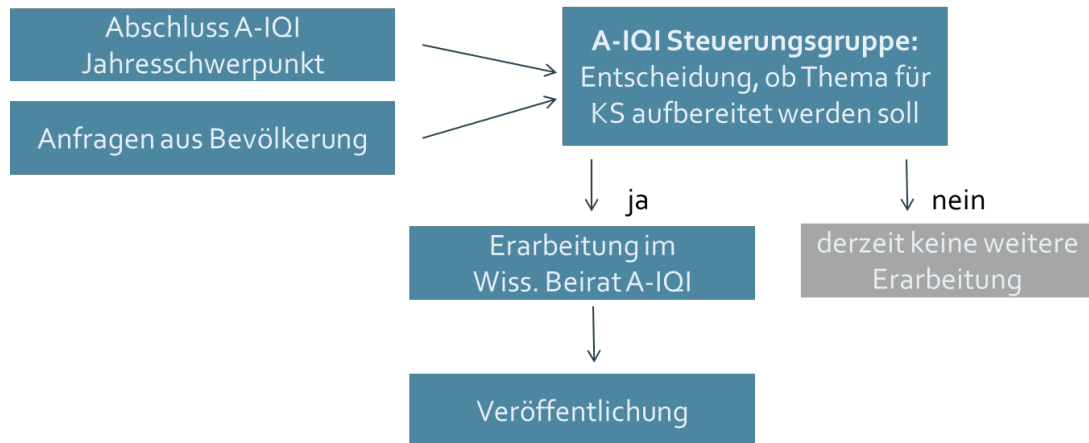 Abschluss A-IQI
Jahresschwerpunkt
Anfragen aus Bevölkerung
A-IQI Steuerungsgruppe:
Entscheidung, ob Thema für
KS aufbereitet werden soll
ja
nein
Erarbeitung im
Wiss. Beirat A-IQI
derzeit keine weitere
Erarbeitung
Veröffentlichung